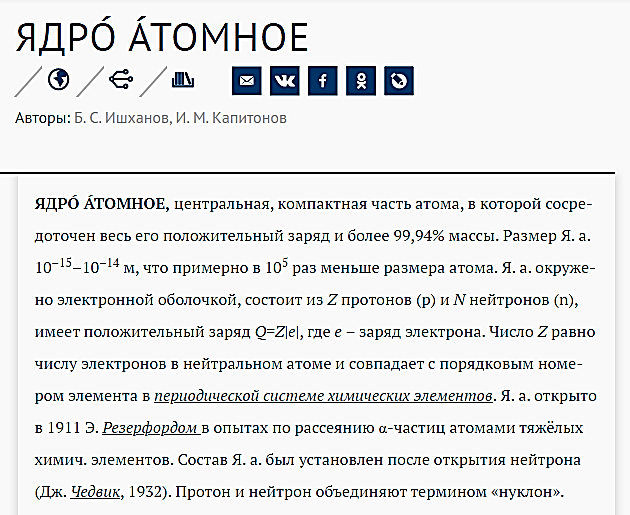 ЯДРО́ А́ТОМНОЕ
Авторы: Б. С. Ишханов, И. М. Капитонов
ЯДРО́ А́ТОМНОЕ, центральная, компактная часть атома, в которой сосре-
доточен весь его положительный заряд и более 99,94% массы. Размер Я. а.
10⁻¹⁵–10⁻¹⁴ м, что примерно в 10⁵ раз меньше размера атома. Я. а. окруже-
но электронной оболочкой, состоит из Z протонов (p) и N нейтронов (n),
имеет положительный заряд Q=Z|e|, где e – заряд электрона. Число Z равно
числу электронов в нейтральном атоме и совпадает с порядковым номе-
ром элемента в периодической системе химических элементов. Я. а. открыто
в 1911 Э. Резерфордом в опытах по рассеянию α-частиц атомами тяжёлых
химич. элементов. Состав Я. а. был установлен после открытия нейтрона
(Дж. Чедвик, 1932). Протон и нейтрон объединяют термином «нуклон».